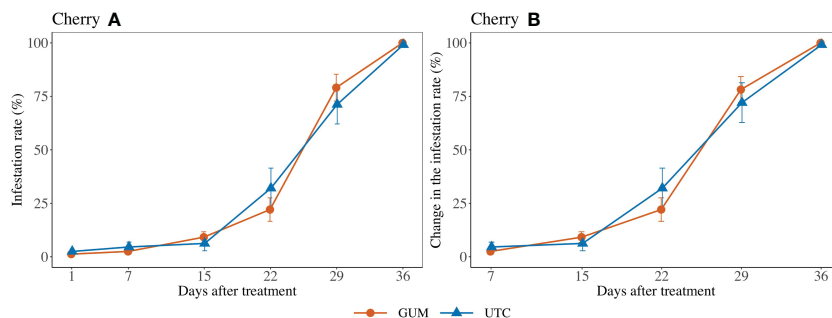 Cherry A
Infestation rate (%)
100
75
50
25
0
1 7 15 22 29 36
Days after treatment
Cherry B
Change in the infestation rate (%)
100
75
50
25
0
7 15 22 29 36
Days after treatment
GUM UTC